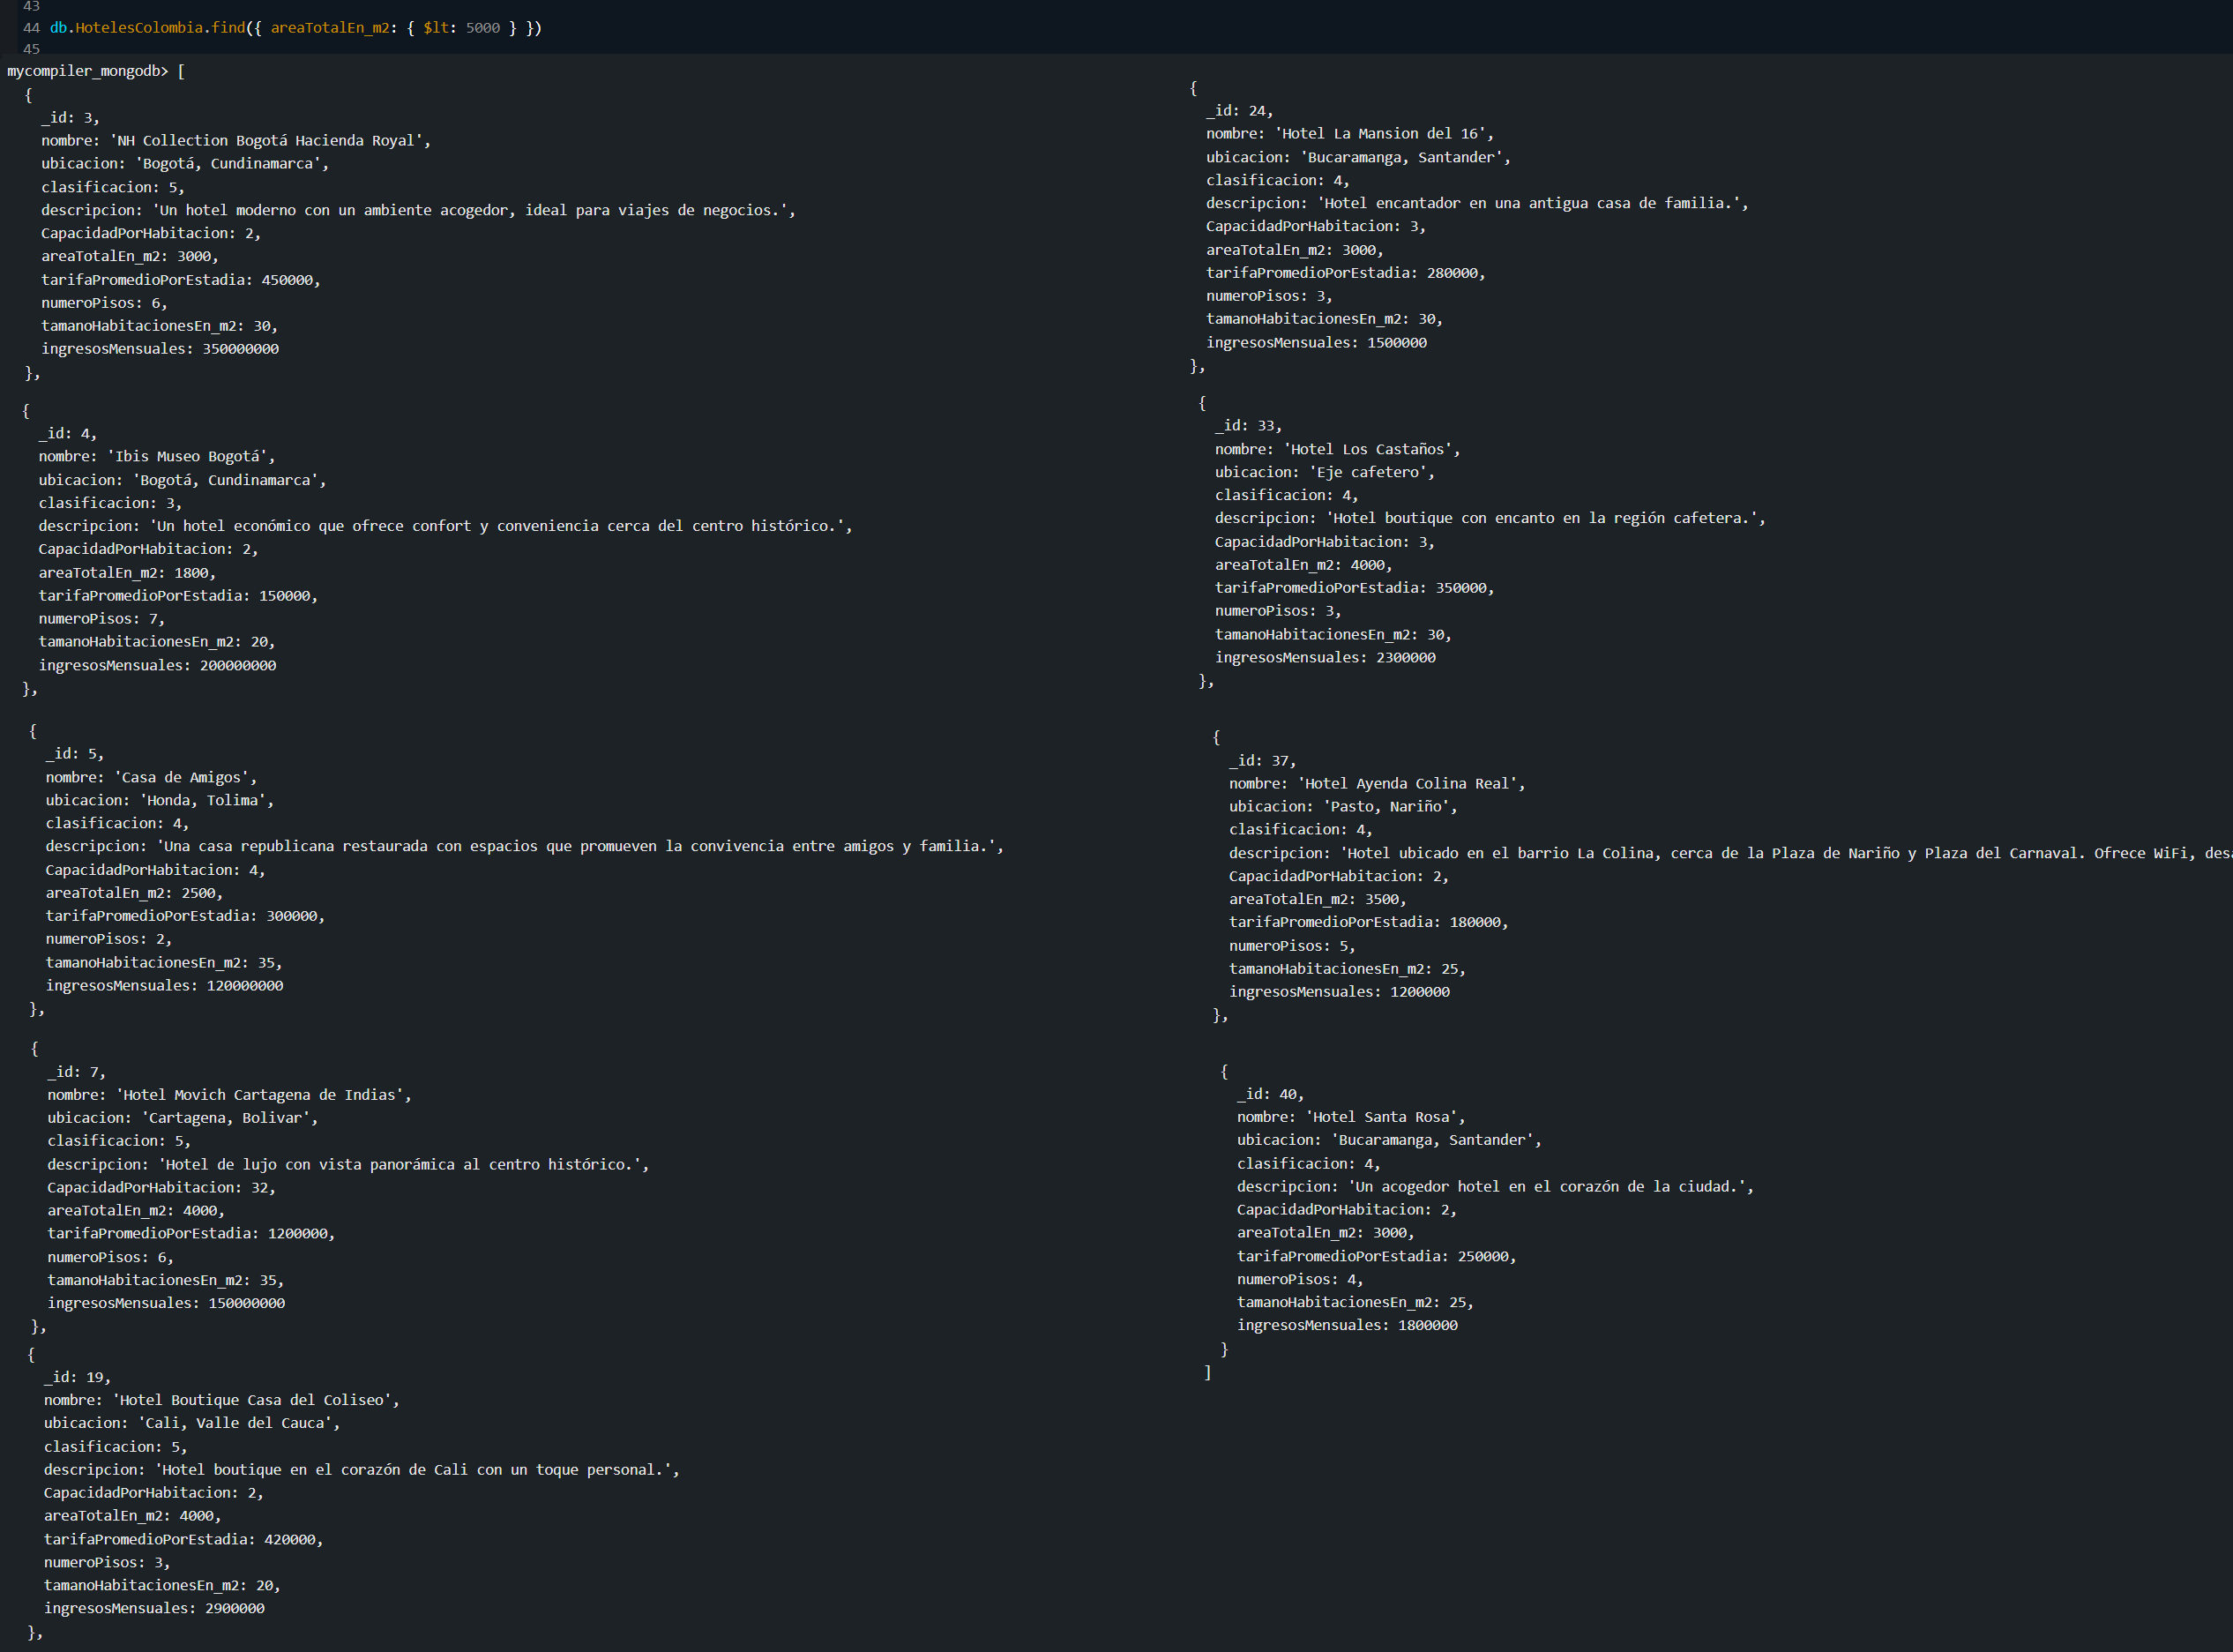 43
44 db.HotelesColombia.find({ areaTotalEn_m2: { $lt: 5000 } })
45
mycompiler_mongodb> [
{
_id: 3,
nombre: 'NH Collection Bogotá Hacienda Royal',
ubicacion: 'Bogotá, Cundinamarca',
clasificacion: 5,
descripcion: 'Un hotel moderno con un ambiente acogedor, ideal para viajes de negocios.',
CapacidadPorHabitacion: 2,
areaTotalEn_m2: 3000,
tarifaPromedioPorEstadia: 450000,
numeroPisos: 6,
tamanoHabitacionesEn_m2: 30,
ingresosMensuales: 350000000
},
{
_id: 4,
nombre: 'Ibis Museo Bogotá',
ubicacion: 'Bogotá, Cundinamarca',
clasificacion: 3,
descripcion: 'Un hotel económico que ofrece confort y conveniencia cerca del centro histórico.',
CapacidadPorHabitacion: 2,
areaTotalEn_m2: 1800,
tarifaPromedioPorEstadia: 150000,
numeroPisos: 7,
tamanoHabitacionesEn_m2: 20,
ingresosMensuales: 200000000
},
{
_id: 5,
nombre: 'Casa de Amigos',
ubicacion: 'Honda, Tolima',
clasificacion: 4,
descripcion: 'Una casa republicana restaurada con espacios que promueven la convivencia entre amigos y familia.',
CapacidadPorHabitacion: 4,
areaTotalEn_m2: 2500,
tarifaPromedioPorEstadia: 300000,
numeroPisos: 2,
tamanoHabitacionesEn_m2: 35,
ingresosMensuales: 120000000
},
{
_id: 7,
nombre: 'Hotel Movich Cartagena de Indias',
ubicacion: 'Cartagena, Bolivar',
clasificacion: 5,
descripcion: 'Hotel de lujo con vista panorámica al centro histórico.',
CapacidadPorHabitacion: 32,
areaTotalEn_m2: 4000,
tarifaPromedioPorEstadia: 1200000,
numeroPisos: 6,
tamanoHabitacionesEn_m2: 35,
ingresosMensuales: 150000000
},
{
_id: 19,
nombre: 'Hotel Boutique Casa del Coliseo',
ubicacion: 'Cali, Valle del Cauca',
clasificacion: 5,
descripcion: 'Hotel boutique en el corazón de Cali con un toque personal.',
CapacidadPorHabitacion: 2,
areaTotalEn_m2: 4000,
tarifaPromedioPorEstadia: 420000,
numeroPisos: 3,
tamanoHabitacionesEn_m2: 20,
ingresosMensuales: 2900000
},
{
_id: 24,
nombre: 'Hotel La Mansion del 16',
ubicacion: 'Bucaramanga, Santander',
clasificacion: 4,
descripcion: 'Hotel encantador en una antigua casa de familia.',
CapacidadPorHabitacion: 3,
areaTotalEn_m2: 3000,
tarifaPromedioPorEstadia: 280000,
numeroPisos: 3,
tamanoHabitacionesEn_m2: 30,
ingresosMensuales: 1500000
},
{
_id: 33,
nombre: 'Hotel Los Castaños',
ubicacion: 'Eje cafetero',
clasificacion: 4,
descripcion: 'Hotel boutique con encanto en la región cafetera.',
CapacidadPorHabitacion: 3,
areaTotalEn_m2: 4000,
tarifaPromedioPorEstadia: 350000,
numeroPisos: 3,
tamanoHabitacionesEn_m2: 30,
ingresosMensuales: 2300000
},
{
_id: 37,
nombre: 'Hotel Ayenda Colina Real',
ubicacion: 'Pasto, Nariño',
clasificacion: 4,
descripcion: 'Hotel ubicado en el barrio La Colina, cerca de la Plaza de Nariño y Plaza del Carnaval. Ofrece WiFi,
CapacidadPorHabitacion: 2,
areaTotalEn_m2: 3500,
tarifaPromedioPorEstadia: 180000,
numeroPisos: 5,
tamanoHabitacionesEn_m2: 25,
ingresosMensuales: 1200000
},
{
_id: 40,
nombre: 'Hotel Santa Rosa',
ubicacion: 'Bucaramanga, Santander',
clasificacion: 4,
descripcion: 'Un acogedor hotel en el corazón de la ciudad.',
CapacidadPorHabitacion: 2,
areaTotalEn_m2: 3000,
tarifaPromedioPorEstadia: 250000,
numeroPisos: 4,
tamanoHabitacionesEn_m2: 25,
ingresosMensuales: 1800000
}
]